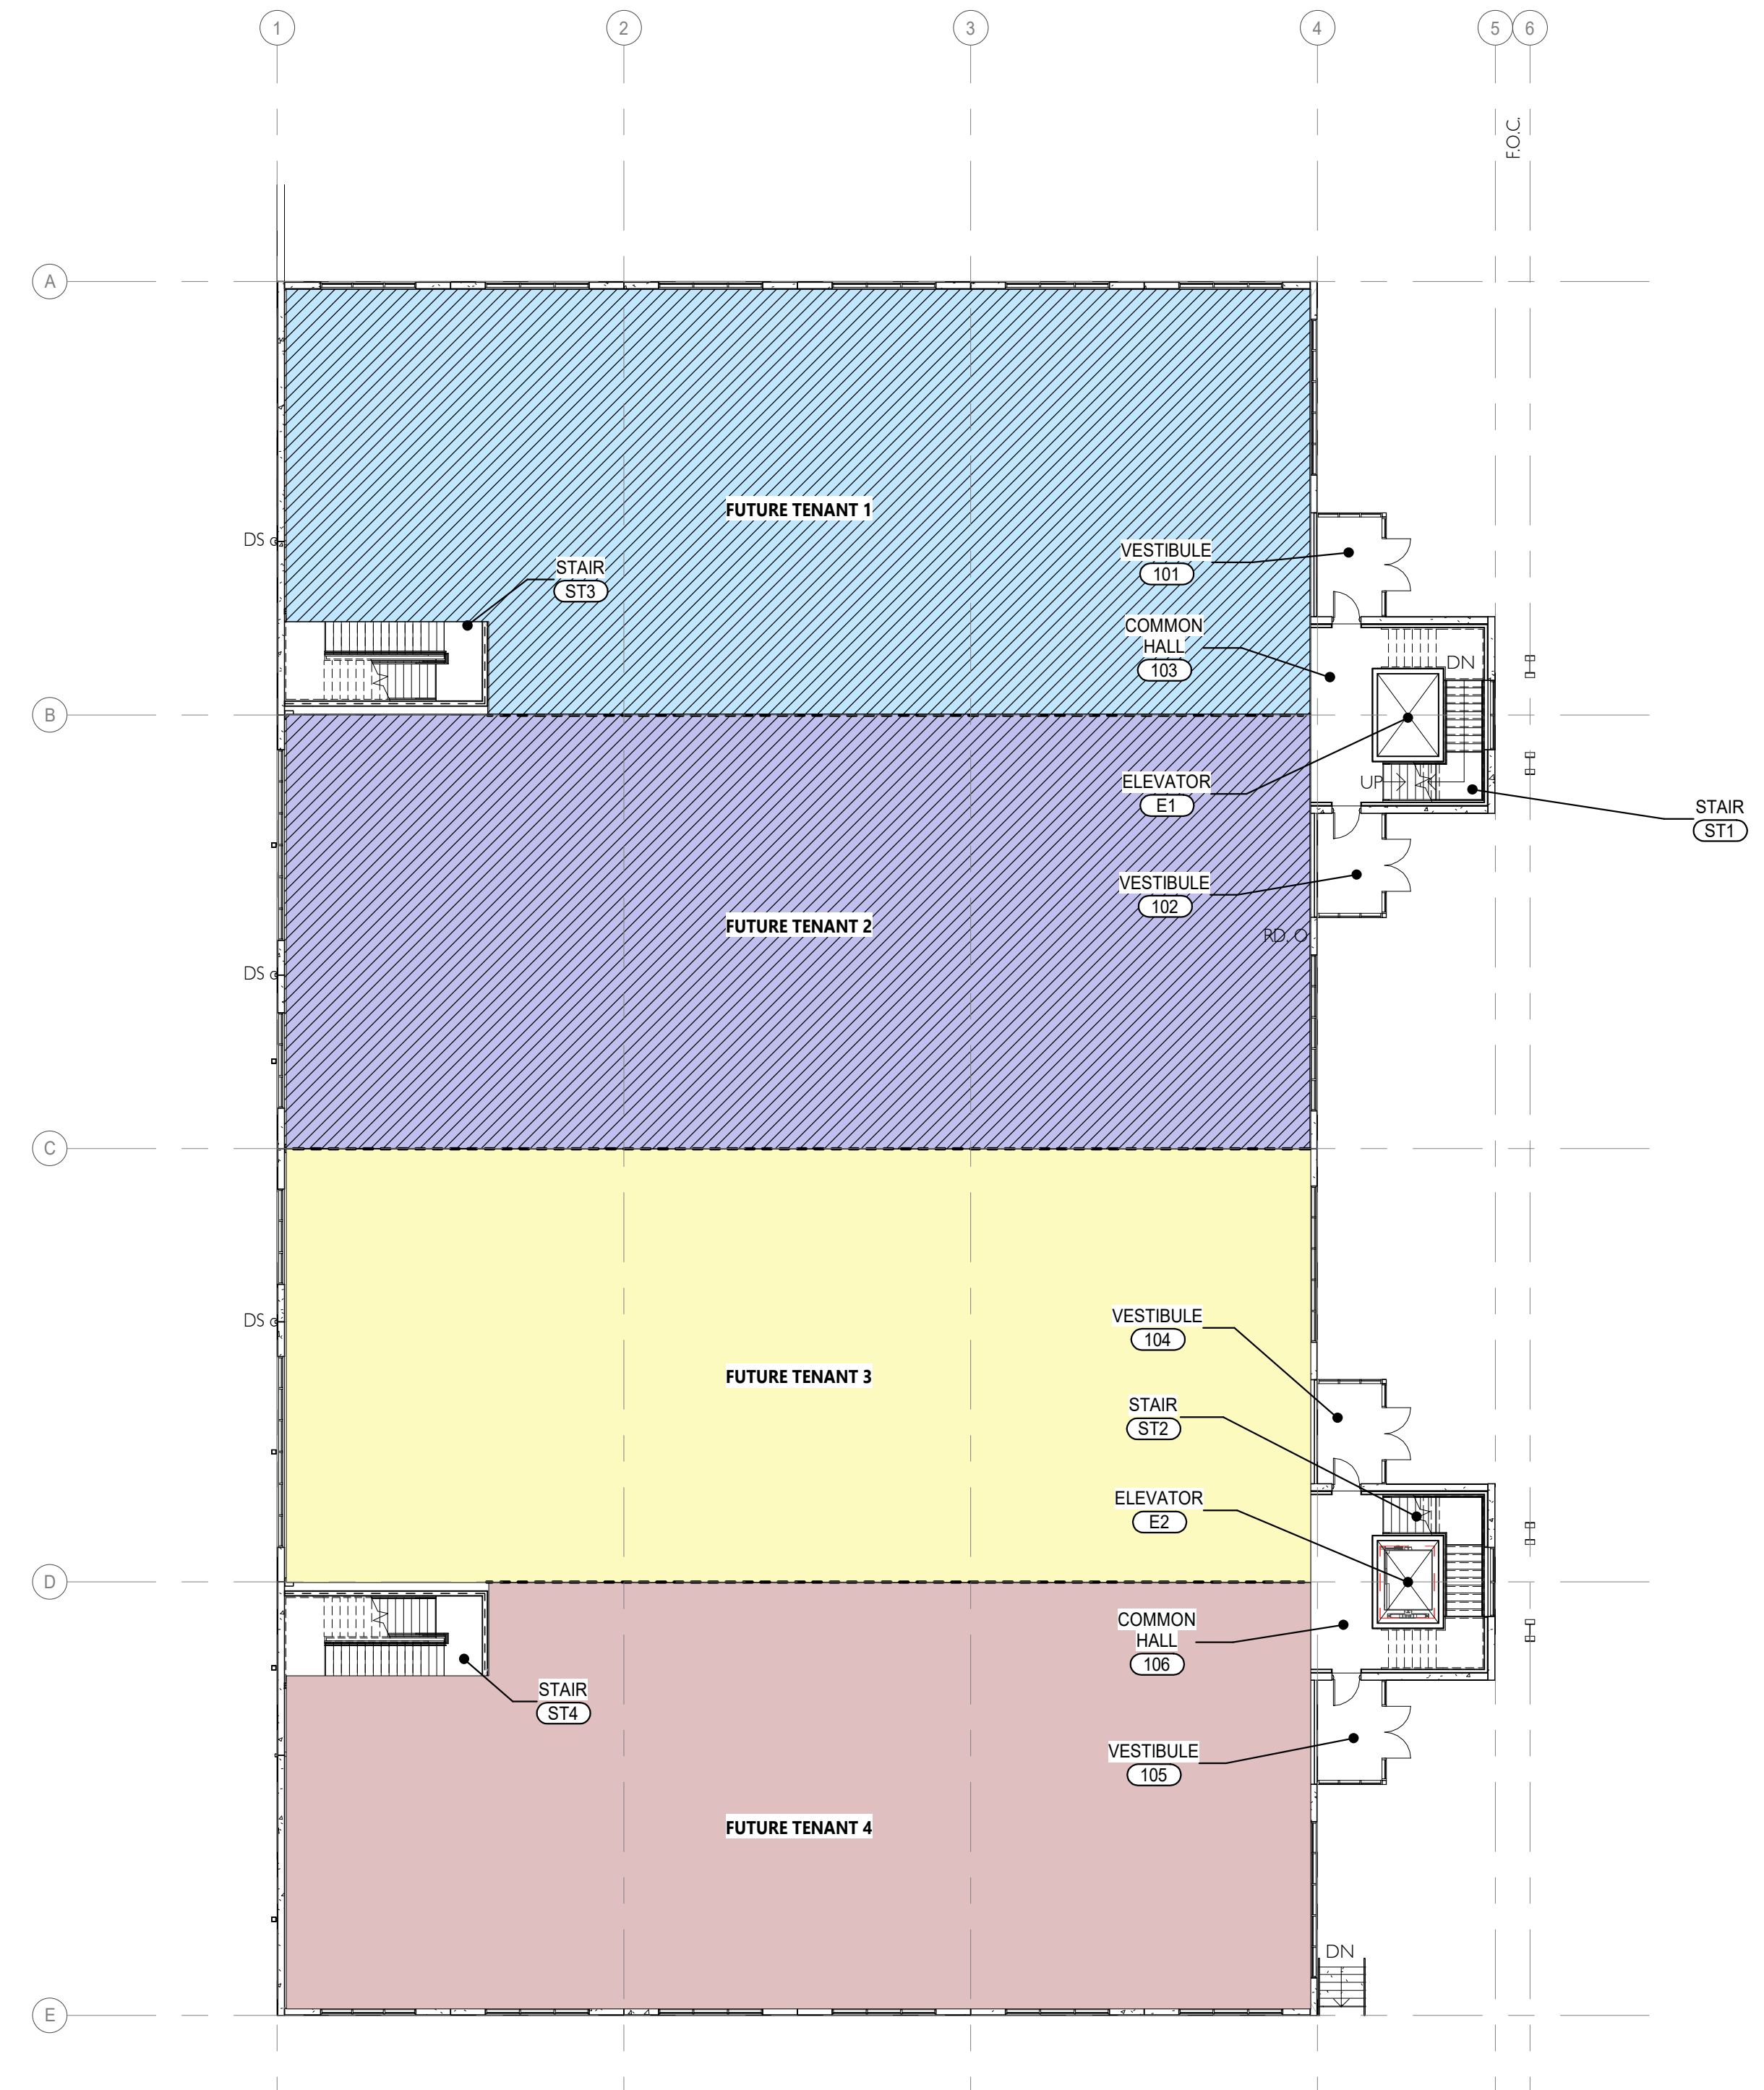 1
2
3
4
5
6
F.O.C.
A
FUTURE TENANT 1
DS
STAIR
ST3
VESTIBULE
101
COMMON
HALL
103
DN
B
ELEVATOR
E1
UP
STAIR
ST1
VESTIBULE
102
FUTURE TENANT 2
RD.
DS
C
DS
VESTIBULE
104
FUTURE TENANT 3
STAIR
ST2
ELEVATOR
E2
D
COMMON
HALL
106
STAIR
ST4
VESTIBULE
105
FUTURE TENANT 4
DN
E